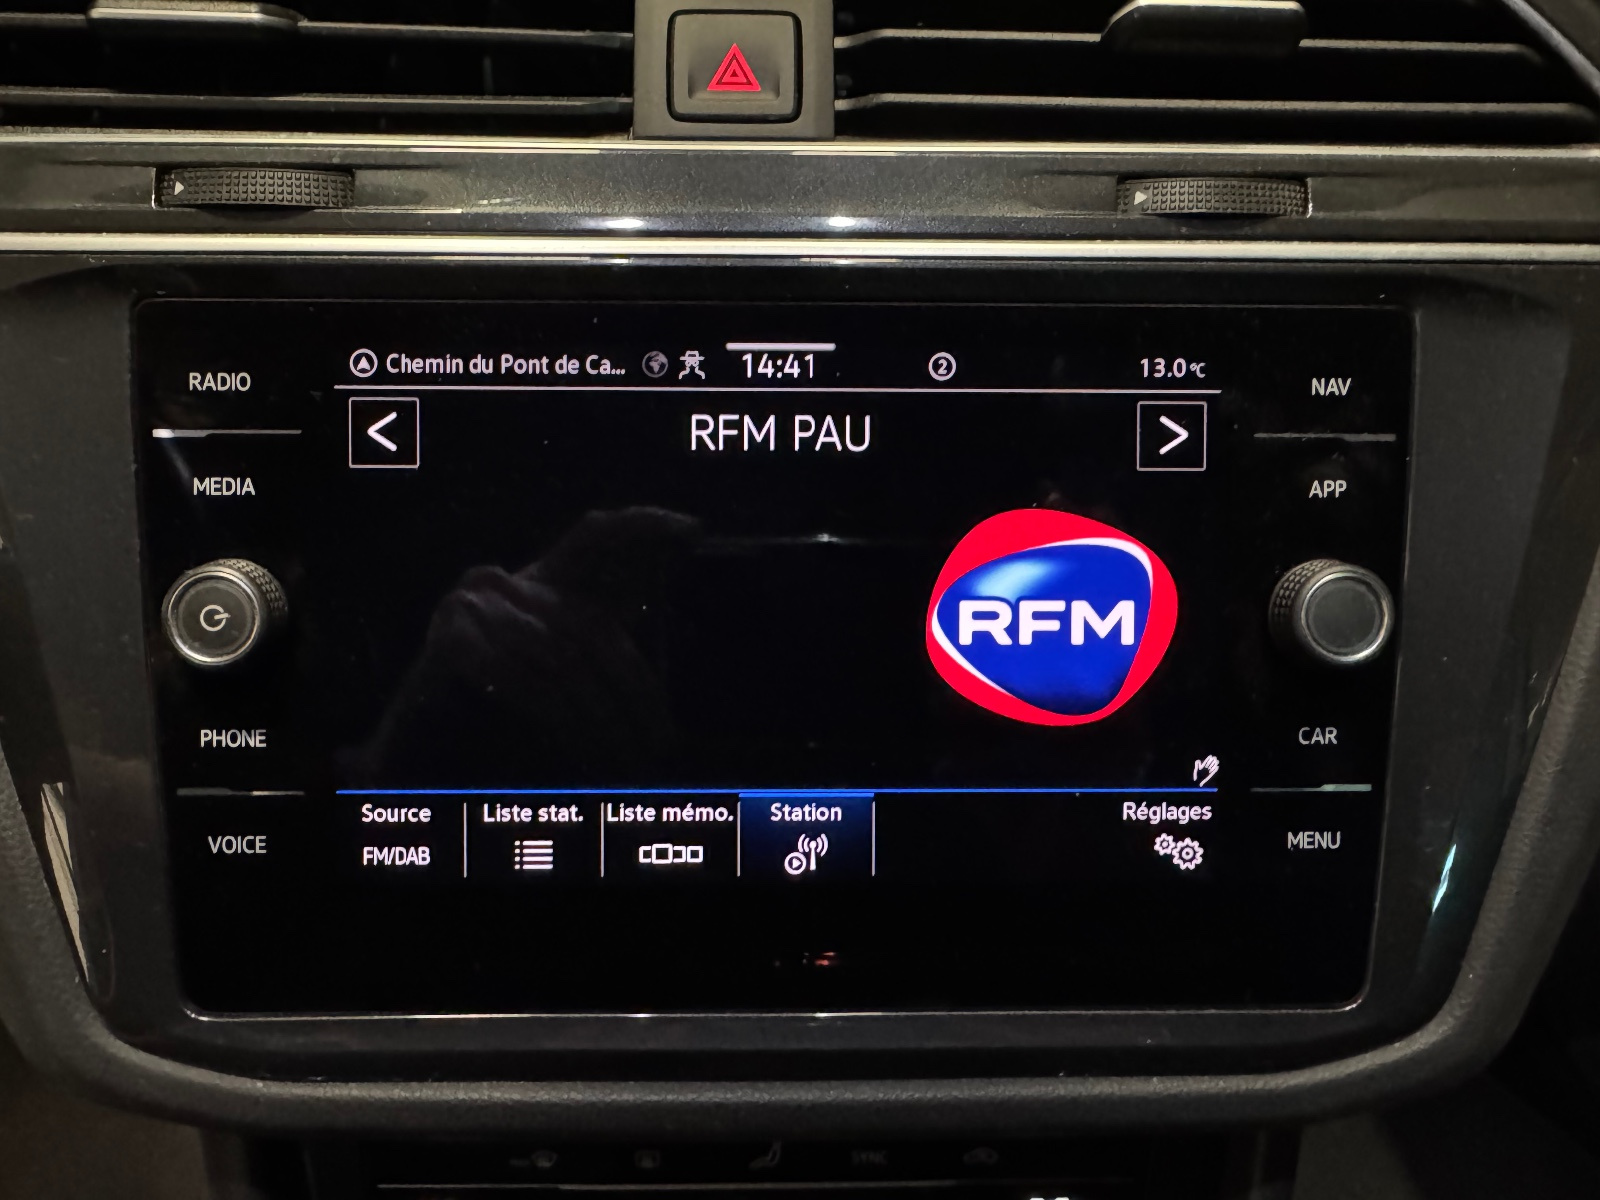 RADIO
MEDIA
PHONE
VOICE
Chemin du Pont de Ca...
14:41
2
13.0°C
<
RFM PAU
>
RFM
Source
FM/DAB
Liste stat.
Liste mémo.
Station
Réglages
NAV
APP
CAR
MENU
SYNC